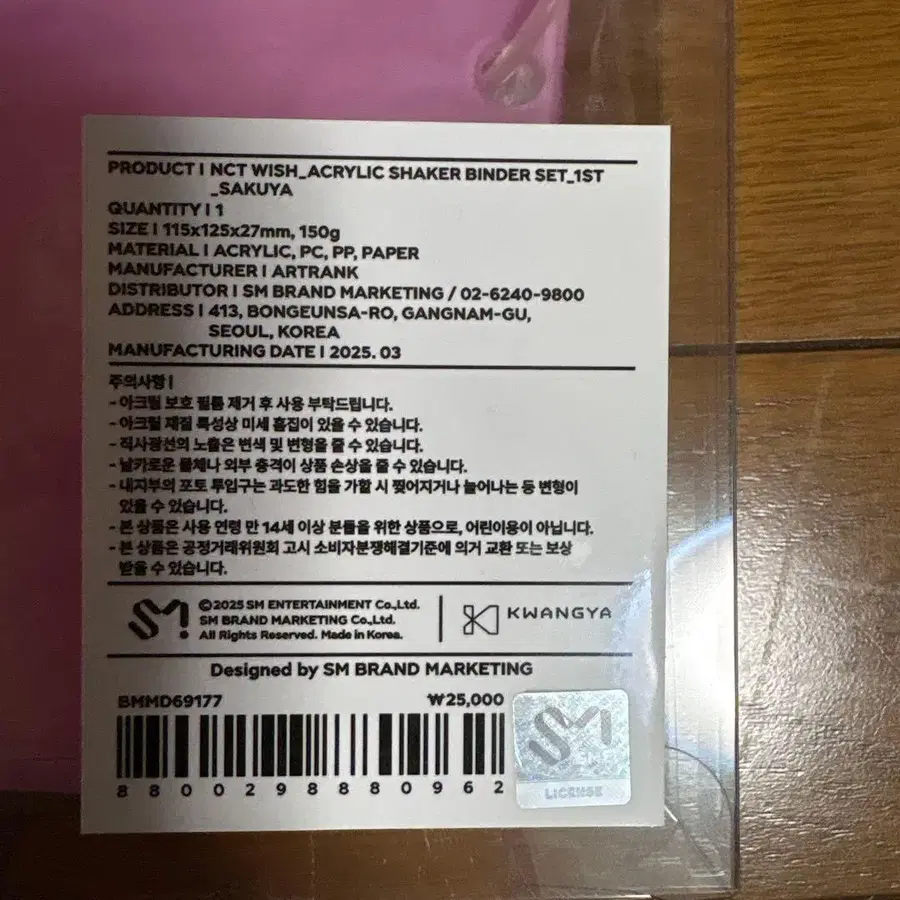 PRODUCT | NCT WISH_ACRYLIC SHAKER BINDER SET_1ST
_SAKUYA
QUANTITY | 1
SIZE | 115x125x27mm, 150g
MATERIAL | ACRYLIC, PC, PP, PAPER
MANUFACTURER | ARTRANK
DISTRIBUTOR | SM BRAND MARKETING / 02-6240-9800
ADDRESS | 413, BONGEUNSA-RO, GANGNAM-GU,
SEOUL, KOREA
MANUFACTURING DATE | 2025. 03
주의사항 |
- 아크릴 보호 필름 제거 후 사용 부탁드립니다.
- 아크릴 재질 특성상 미세 흠집이 있을 수 있습니다.
- 직사광선의 노출은 변색 및 변형을 줄 수 있습니다.
- 날카로운 물체나 외부 충격이 상품 손상을 줄 수 있습니다.
- 내지부의 포토 투입구는 과도한 힘을 가할 시 찢어지거나 늘어나는 등 변형이
있을 수 있습니다.
- 본 상품은 사용 연령 만 14세 이상 분들을 위한 상품으로, 어린이용이 아닙니다.
- 본 상품은 공정거래위원회 고시 소비자분쟁해결기준에 의거 교환 또는 보상
받을 수 있습니다.
SM! ©2025 SM ENTERTAINMENT Co.,Ltd.
SM BRAND MARKETING Co.,Ltd.
All Rights Reserved. Made in Korea.
KWANGYA
Designed by SM BRAND MARKETING
BMMD69177 ₩25,000
8800298880962
SM
LICENSE